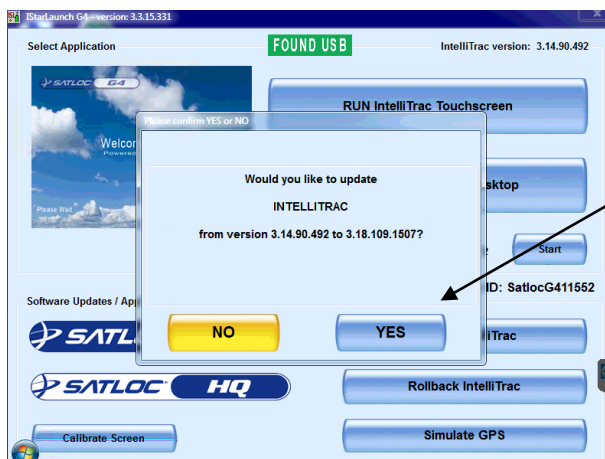 IStarLaunch G4 - version: 3.3.15.331
Select Application
FOUND USB
IntelliTrac version: 3.14.90.492
SATLOC G4
Welcor
Powered
Please Wait
RUN IntelliTrac Touchscreen
Please confirm YES or NO
Would you like to update
INTELLITRAC
from version 3.14.90.492 to 3.18.109.1507?
NO
YES
sktop
Start
ID: SatlocG411552
Software Updates / App
SATL
iTrac
SATLOC HQ
Rollback IntelliTrac
Calibrate Screen
Simulate GPS